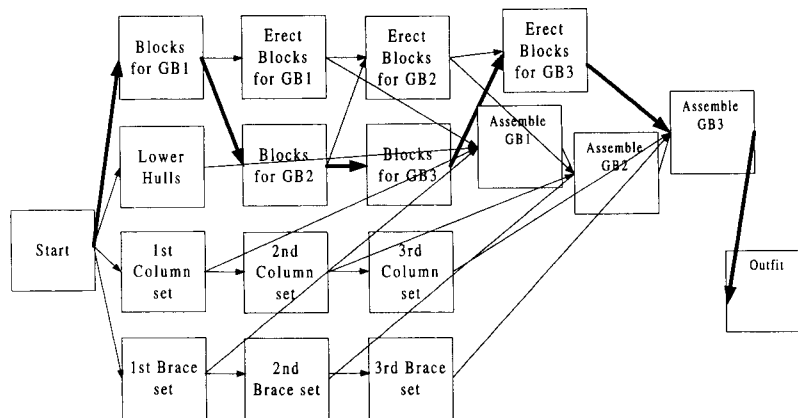 Blocks
for GB1
Erect
Blocks
for GB1
Erect
Blocks
for GB2
Erect
Blocks
for GB3
Assemble
GB3
Lower
Hulls
Blocks
for GB2
Blocks
for GB3
Assemble
GB1
Assemble
GB2
Start
1st
Column
set
2nd
Column
set
3rd
Column
set
Outfit
1st Brace
set
2nd
Brace set
3rd Brace
set